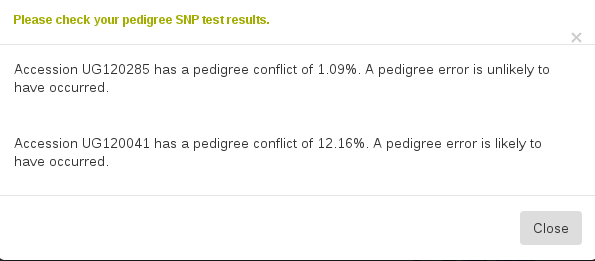 Please check your pedigree SNP test results.
×
Accession UG120285 has a pedigree conflict of 1.09%. A pedigree error is unlikely to
have occurred.
Accession UG120041 has a pedigree conflict of 12.16%. A pedigree error is likely to
have occurred.
Close